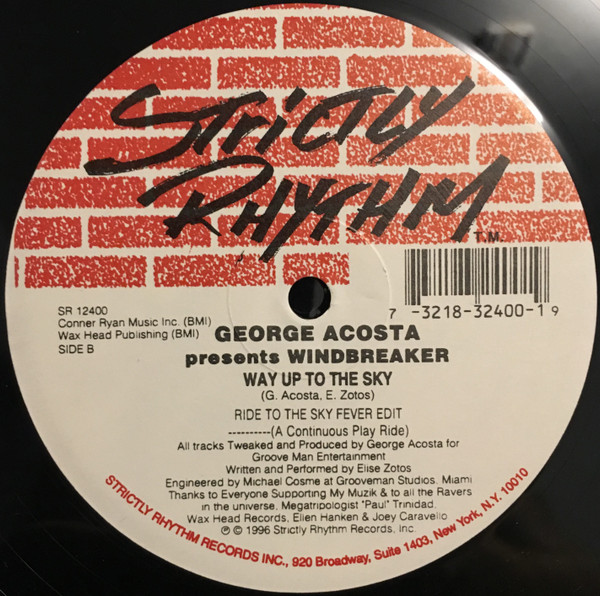 STRICTLY
RHYTHM
T.M.
7 -3218-32400-1 9
SR 12400
Conner Ryan Music Inc. (BMI)
Wax Head Publishing (BMI)
SIDE B
GEORGE ACOSTA
presents WINDBREAKER
WAY UP TO THE SKY
(G. Acosta, E. Zotos)
RIDE TO THE SKY FEVER EDIT
----------(A Continuous Play Ride)
All tracks Tweaked and Produced by George Acosta for
Groove Man Entertainment
Written and Performed by Elise Zotos
Engineered by Michael Cosme at Grooveman Studios, Miami
Thanks to Everyone Supporting My Muzik & to all the Ravers
in the universe, Megatripologist "Paul" Trinidad,
Wax Head Records, Ellen Hanken & Joey Caravello
℗ © 1996 Strictly Rhythm Records, Inc.
STRICTLY RHYTHM RECORDS INC., 920 Broadway, Suite 1403, New York, N.Y. 10010